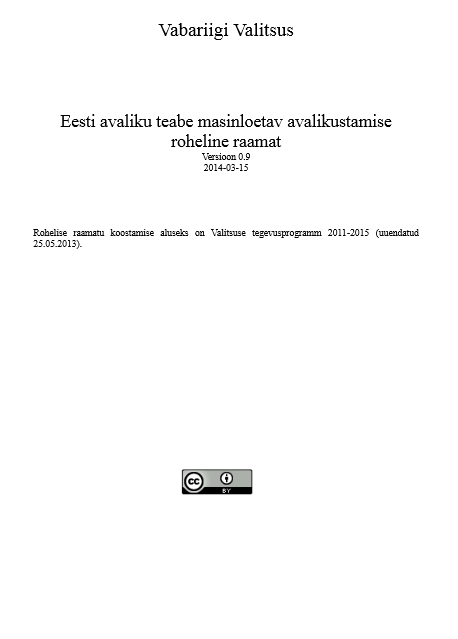 Vabariigi Valitsus
Eesti avaliku teabe masinloetav avalikustamise
roheline raamat
Versioon 0.9
2014-03-15
Rohelise raamatu koostamise aluseks on Valitsuse tegevusprogramm 2011-2015 (uuendatud
25.05.2013).
cc
BY